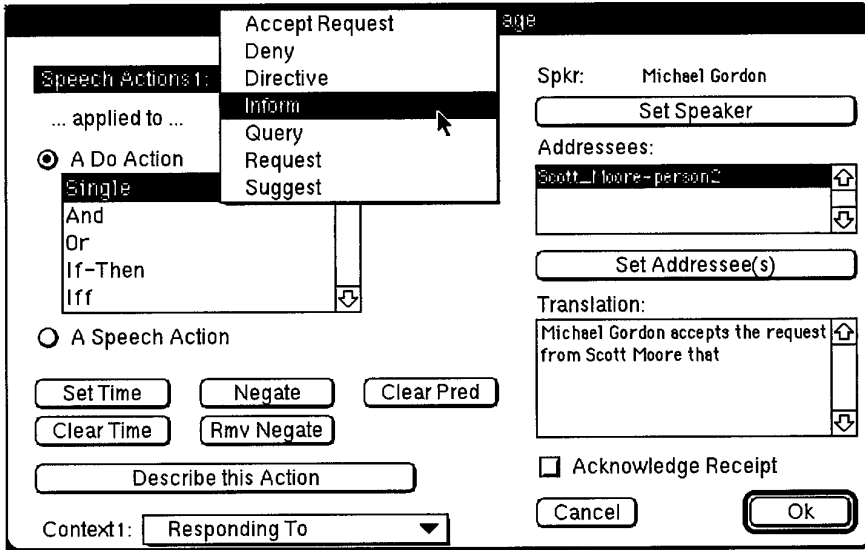 age
Accept Request
Deny
Directive
Inform
Query
Request
Suggest
Speech Actions1:
... applied to ...
A Do Action
Single
And
Or
If-Then
Iff
A Speech Action
Set Time
Negate
Clear Pred
Clear Time
Rmv Negate
Describe this Action
Context1:
Responding To
Spkr:
Michael Gordon
Set Speaker
Addressees:
Scott_Moore-person2
Set Addressee(s)
Translation:
Michael Gordon accepts the request
from Scott Moore that
Acknowledge Receipt
Cancel
Ok